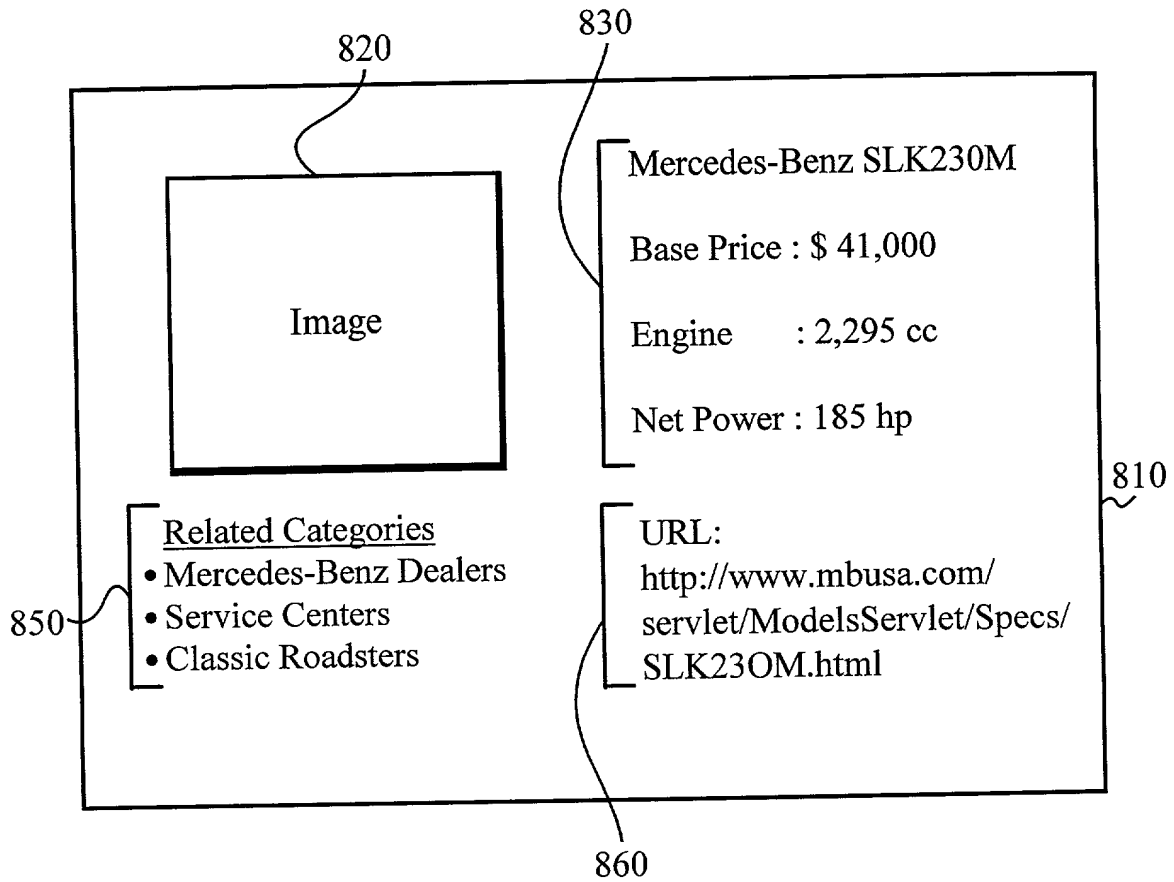 820
830
Image
Mercedes-Benz SLK230M
Base Price : $ 41,000
Engine : 2,295 cc
Net Power : 185 hp
810
850
Related Categories
• Mercedes-Benz Dealers
• Service Centers
• Classic Roadsters
URL:
http://www.mbusa.com/
servlet/ModelsServlet/Specs/
SLK23OM.html
860